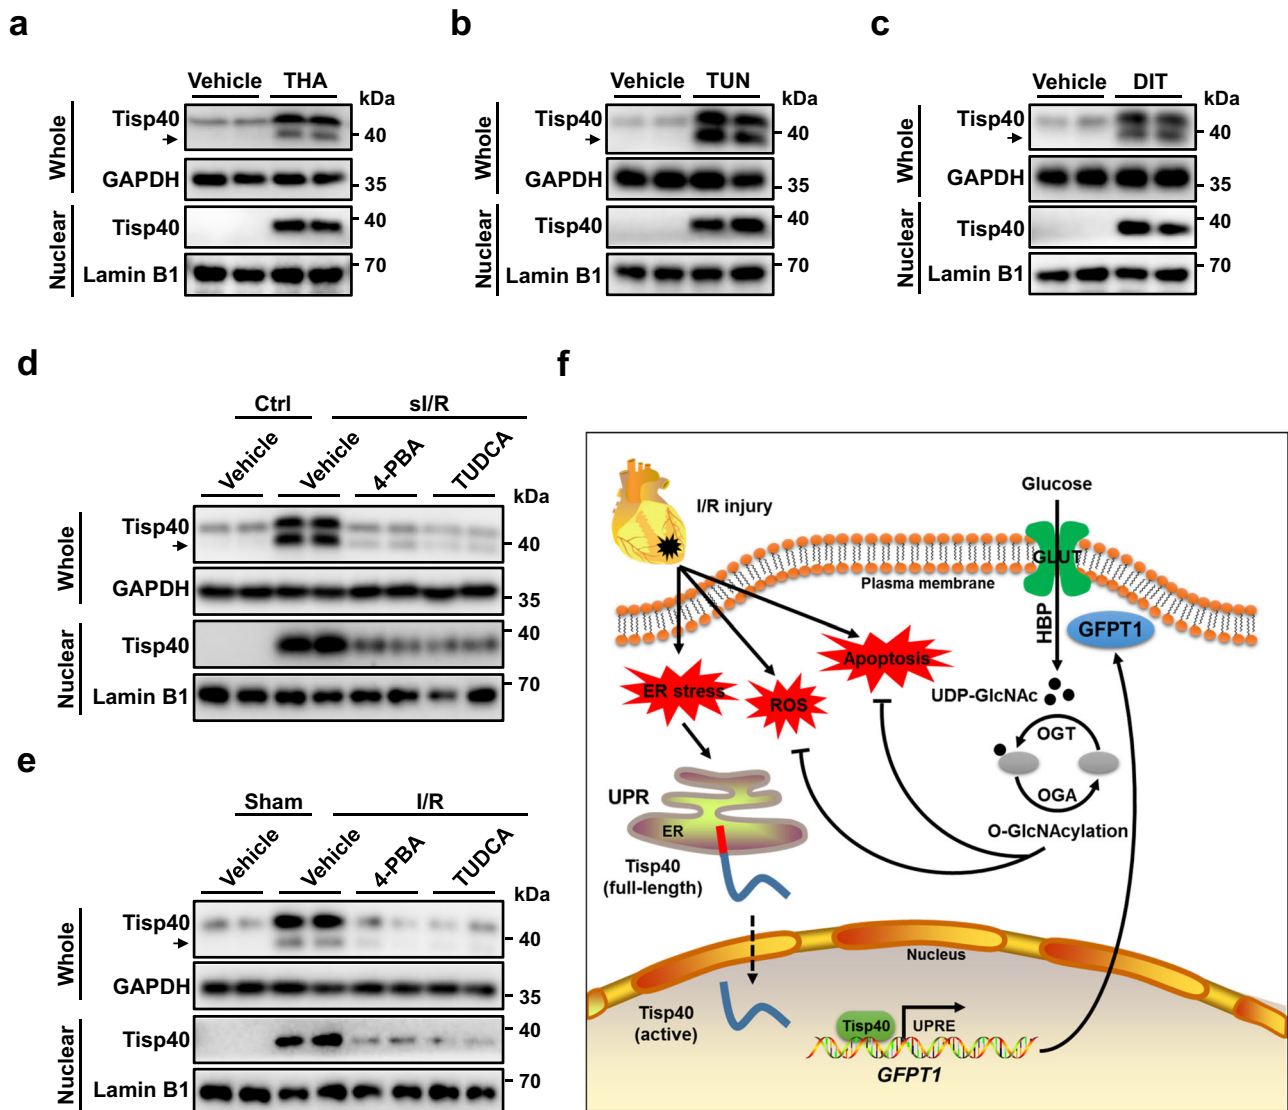 a
Vehicle THA
kDa
Whole
Tisp40
40
GAPDH
35
Nuclear
Tisp40
40
Lamin B1
70
b
Vehicle TUN
kDa
Whole
Tisp40
40
GAPDH
35
Nuclear
Tisp40
40
Lamin B1
70
c
Vehicle DIT
kDa
Whole
Tisp40
40
GAPDH
35
Nuclear
Tisp40
40
Lamin B1
70
d
Ctrl sI/R
Vehicle Vehicle 4-PBA TUDCA
kDa
Whole
Tisp40
40
GAPDH
35
Nuclear
Tisp40
40
Lamin B1
70
e
Sham I/R
Vehicle Vehicle 4-PBA TUDCA
kDa
Whole
Tisp40
40
GAPDH
35
Nuclear
Tisp40
40
Lamin B1
70
f
I/R injury
Glucose
GLUT
Plasma membrane
HBP
GFPT1
Apoptosis
ER stress
ROS
UDP-GlcNAc
OGT
OGA
O-GlcNAcylation
UPR
ER
Tisp40
(full-length)
Nucleus
Tisp40
(active)
Tisp40
UPRE
GFPT1